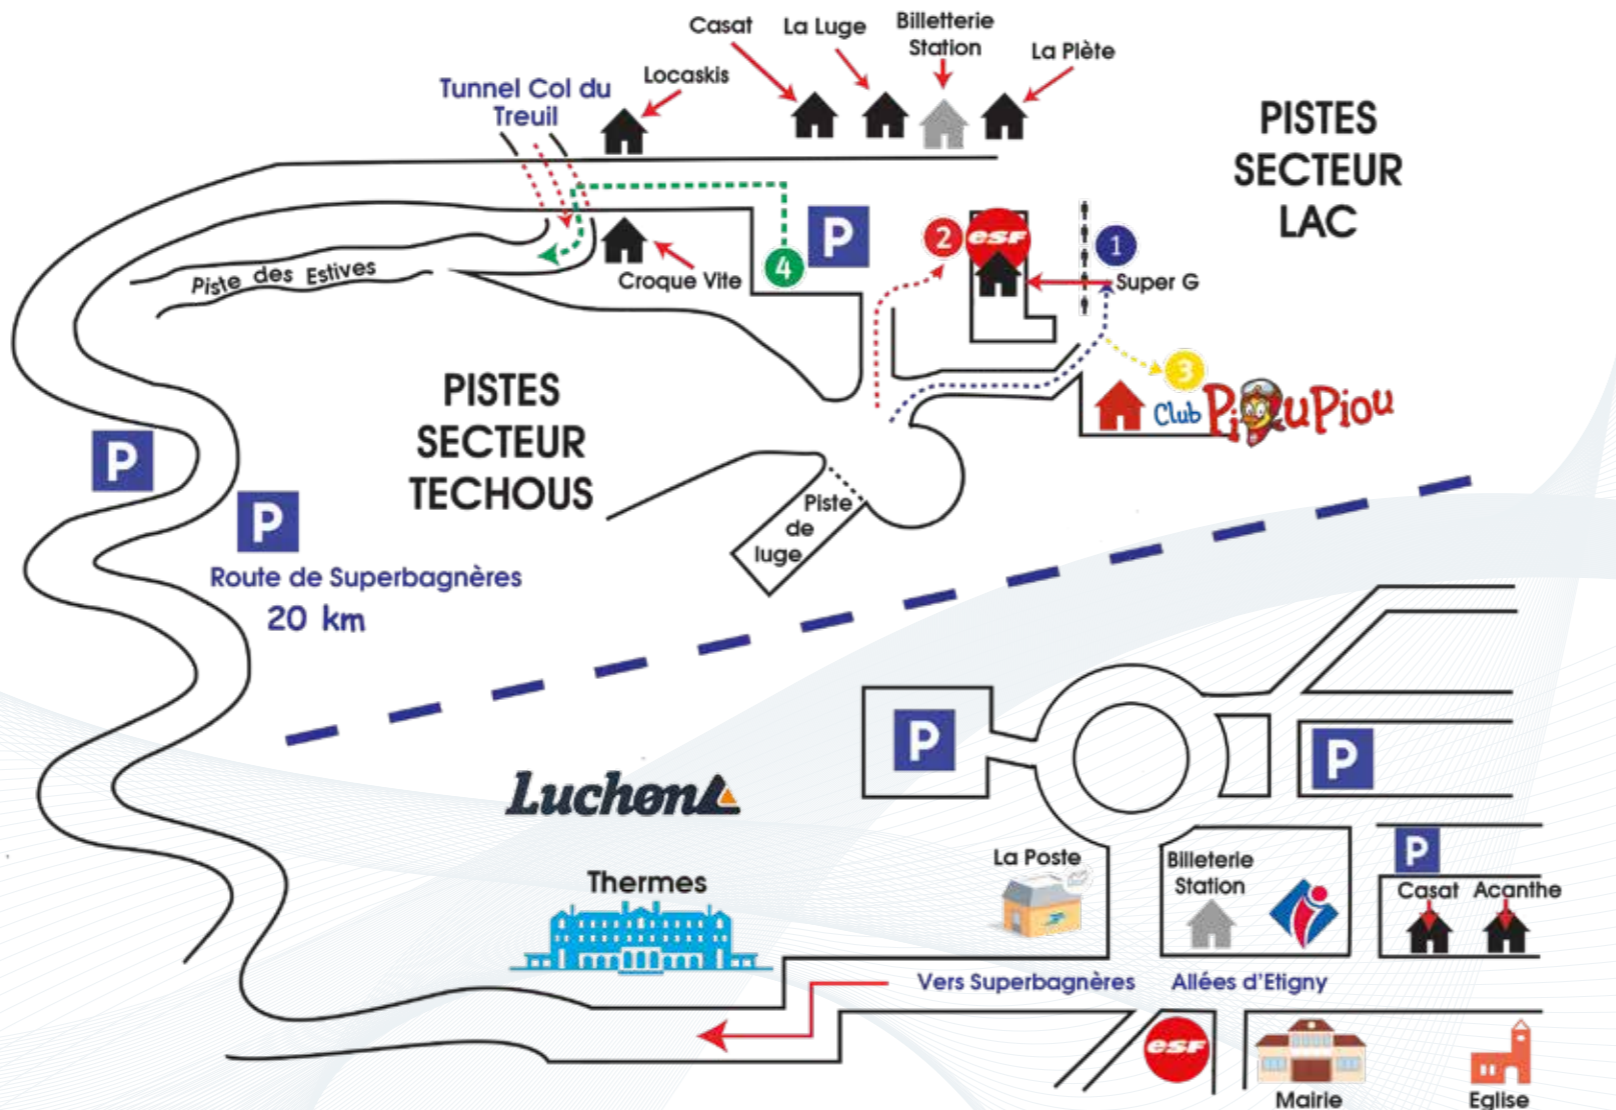 Casat
La Luge
Billetterie
Station
La Plète
Locaskis
Tunnel Col du
Treuil
PISTES
SECTEUR
LAC
P
2
esf
1
Super G
4
Croque Vite
Piste des Estives
3
Club PiouPiou
PISTES
SECTEUR
TECHOUS
P
P
Piste
de
luge
Route de Superbagnères
20 km
P
P
Luchon
Thermes
La Poste
Billeterie
Station
P
Casat
Acanthe
Vers Superbagnères
Allées d'Etigny
esf
Mairie
Eglise